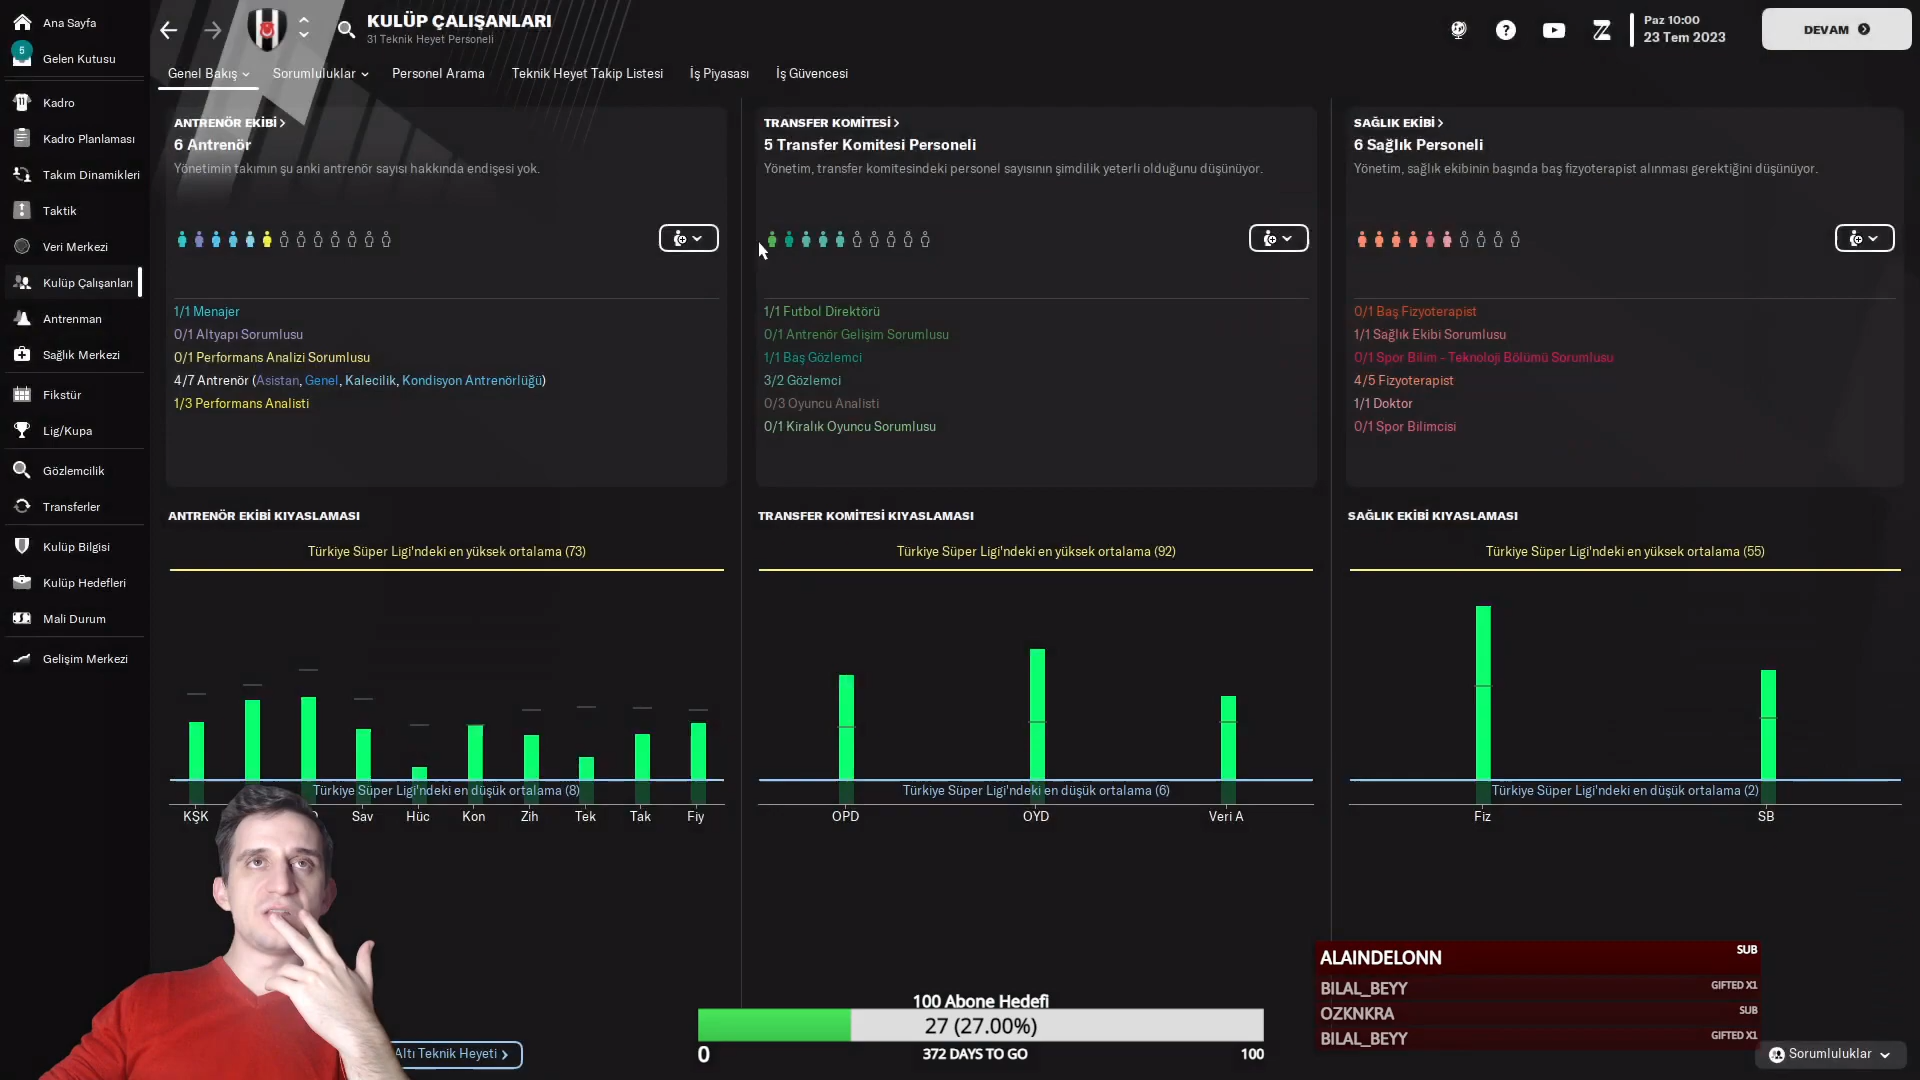 Ana Sayfa
5
Gelen Kutusu
Kadro
Kadro Planlaması
Takım Dinamikleri
Taktik
Veri Merkezi
Kulüp Çalışanları
Antrenman
Sağlık Merkezi
Fikstür
Lig/Kupa
Gözlemcilik
Transferler
Kulüp Bilgisi
Kulüp Hedefleri
Mali Durum
Gelişim Merkezi
KULÜP ÇALIŞANLARI
31 Teknik Heyet Personeli
Paz 10:00
23 Tem 2023
DEVAM
Genel Bakış
Sorumluluklar
Personel Arama
Teknik Heyet Takip Listesi
İş Piyasası
İş Güvencesi
ANTRENÖR EKİBİ >
6 Antrenör
Yönetimin takımın şu anki antrenör sayısı hakkında endişesi yok.
1/1 Menajer
0/1 Altyapı Sorumlusu
0/1 Performans Analizi Sorumlusu
4/7 Antrenör (Asistan, Genel, Kalecilik, Kondisyon Antrenörlüğü)
1/3 Performans Analisti
TRANSFER KOMİTESİ >
5 Transfer Komitesi Personeli
Yönetim, transfer komitesindeki personel sayısının şimdilik yeterli olduğunu düşünüyor.
1/1 Futbol Direktörü
0/1 Antrenör Gelişim Sorumlusu
1/1 Baş Gözlemci
3/2 Gözlemci
0/3 Oyuncu Analisti
0/1 Kiralık Oyuncu Sorumlusu
SAĞLIK EKİBİ >
6 Sağlık Personeli
Yönetim, sağlık ekibinin başında baş fizyoterapist alınması gerektiğini düşünüyor.
0/1 Baş Fizyoterapist
1/1 Sağlık Ekibi Sorumlusu
0/1 Spor Bilim - Teknoloji Bölümü Sorumlusu
4/5 Fizyoterapist
1/1 Doktor
0/1 Spor Bilimcisi
ANTRENÖR EKİBİ KIYASLAMASI
Türkiye Süper Ligi'ndeki en yüksek ortalama (73)
Türkiye Süper Ligi'ndeki en düşük ortalama (8)
KŞK
Sav
Hüc
Kon
Zih
Tek
Tak
Fiy
TRANSFER KOMİTESİ KIYASLAMASI
Türkiye Süper Ligi'ndeki en yüksek ortalama (92)
Türkiye Süper Ligi'ndeki en düşük ortalama (6)
OPD
OYD
Veri A
SAĞLIK EKİBİ KIYASLAMASI
Türkiye Süper Ligi'ndeki en yüksek ortalama (55)
Türkiye Süper Ligi'ndeki en düşük ortalama (2)
Fiz
SB
Altı Teknik Heyeti >
100 Abone Hedefi
27 (27.00%)
0
372 DAYS TO GO
100
ALAINDELONN SUB
BILAL_BEYY GIFTED X1
OZKNKRA SUB
BILAL_BEYY GIFTED X1
Sorumluluklar